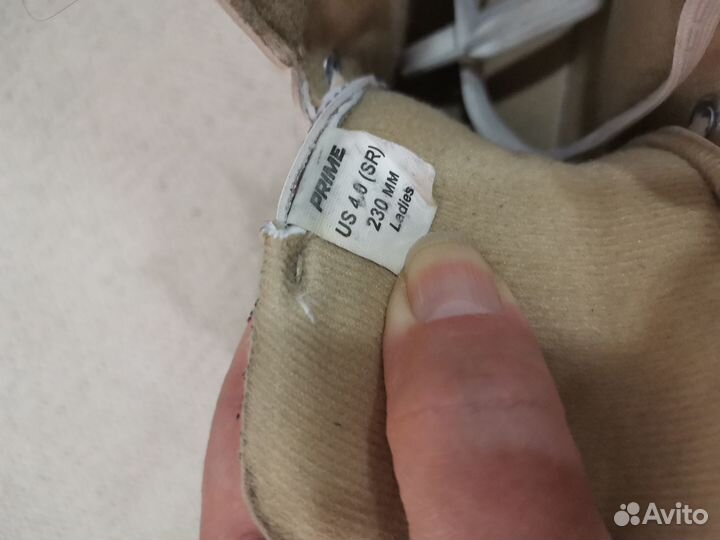 PRIME
US 4.0 (SR)
230 MM
Ladies
Avito